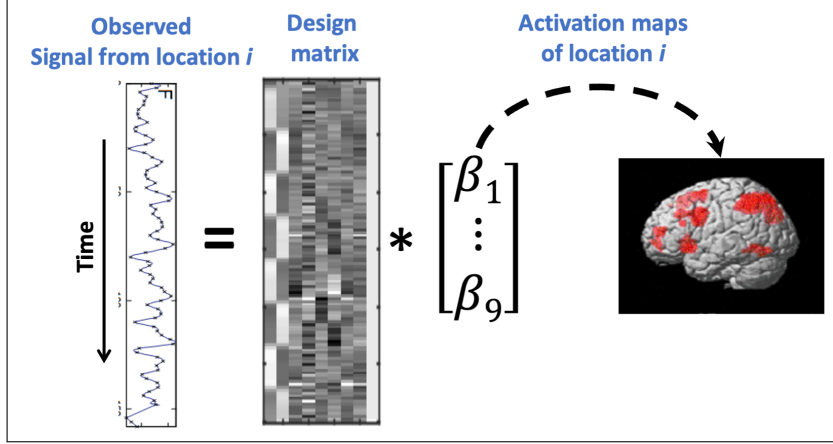 Observed
Signal from location i
Design
matrix
Activation maps
of location i
Time
=
*
β1
⋮
β9